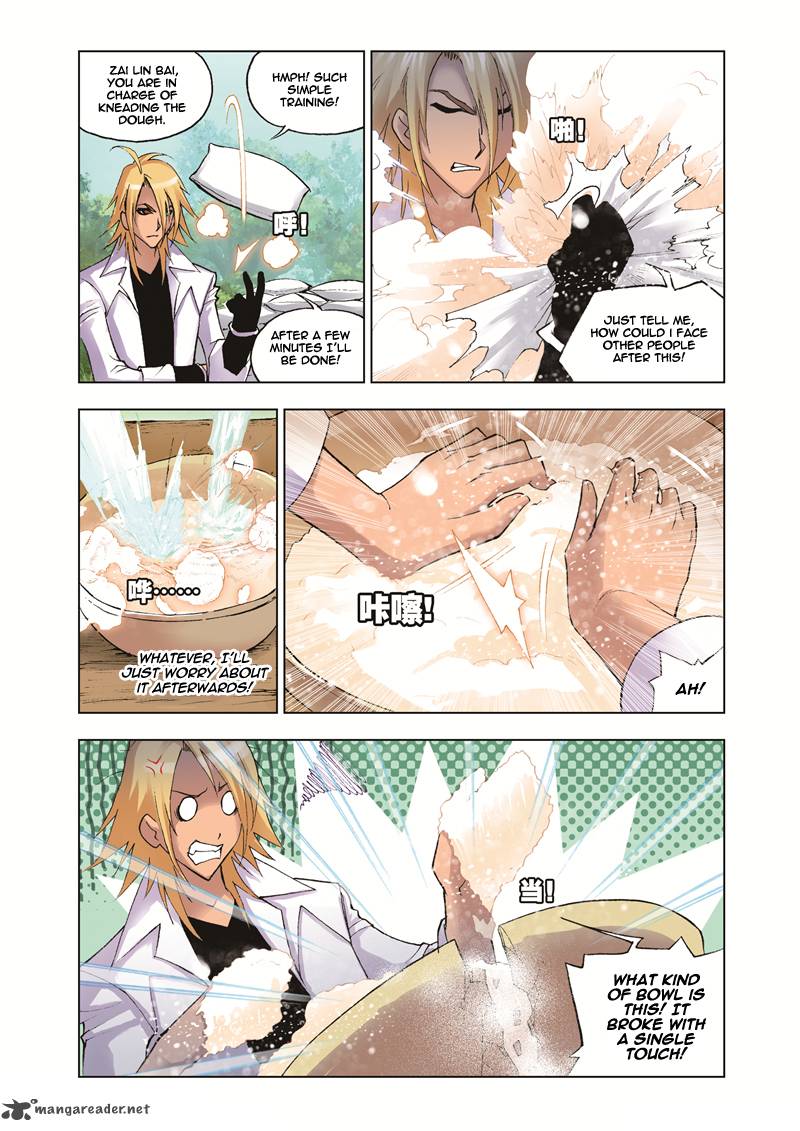 ZAI LIN BAI,
YOU ARE IN
CHARGE OF
KNEADING THE
DOUGH.
HMPH! SUCH
SIMPLE
TRAINING!
呼!
AFTER A FEW
MINUTES I'LL
BE DONE!
啪!
JUST TELL ME,
HOW COULD I FACE
OTHER PEOPLE
AFTER THIS!
哗……
WHATEVER, I'LL
JUST WORRY ABOUT
IT AFTERWARDS!
咔嚓!
AH!
当!
WHAT KIND
OF BOWL IS
THIS! IT
BROKE WITH
A SINGLE
TOUCH!
mangareader.net